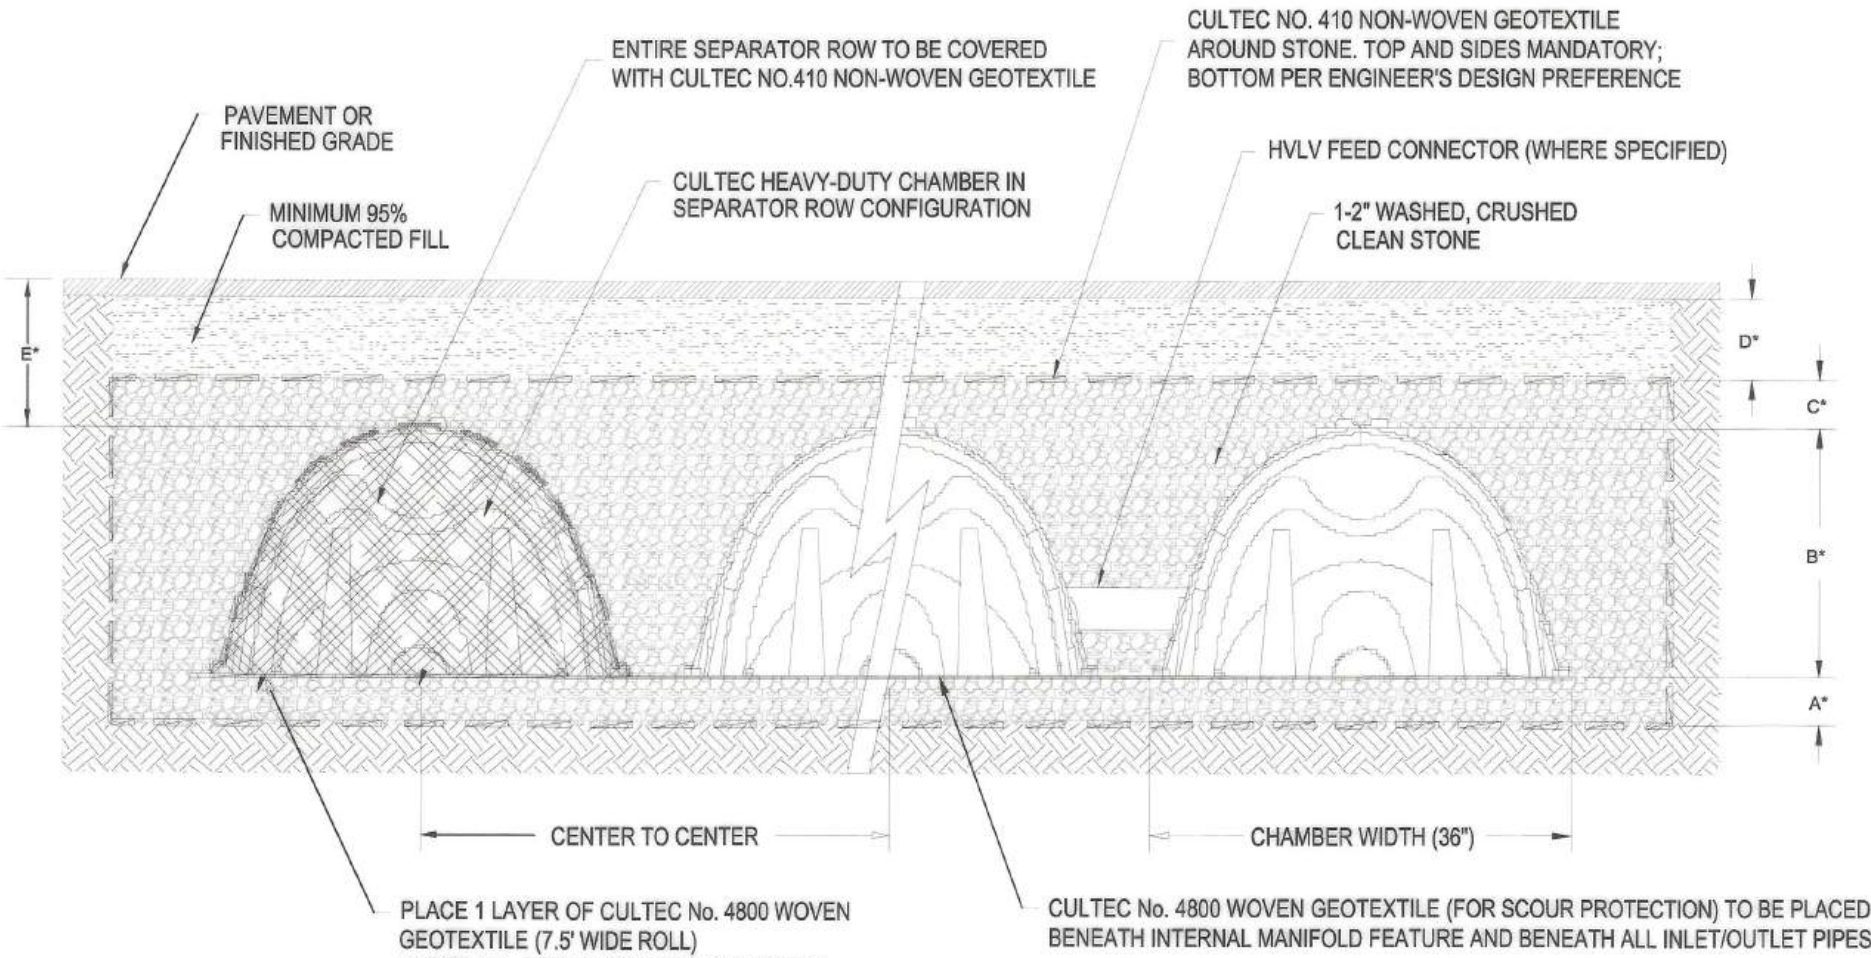 CULTEC NO. 410 NON-WOVEN GEOTEXTILE
AROUND STONE. TOP AND SIDES MANDATORY;
BOTTOM PER ENGINEER'S DESIGN PREFERENCE
ENTIRE SEPARATOR ROW TO BE COVERED
WITH CULTEC NO.410 NON-WOVEN GEOTEXTILE
PAVEMENT OR
FINISHED GRADE
HVLV FEED CONNECTOR (WHERE SPECIFIED)
CULTEC HEAVY-DUTY CHAMBER IN
SEPARATOR ROW CONFIGURATION
MINIMUM 95%
COMPACTED FILL
1-2" WASHED, CRUSHED
CLEAN STONE
E*
D*
C*
B*
A*
CENTER TO CENTER
CHAMBER WIDTH (36")
PLACE 1 LAYER OF CULTEC No. 4800 WOVEN
GEOTEXTILE (7.5' WIDE ROLL)
CULTEC No. 4800 WOVEN GEOTEXTILE (FOR SCOUR PROTECTION) TO BE PLACED
BENEATH INTERNAL MANIFOLD FEATURE AND BENEATH ALL INLET/OUTLET PIPES